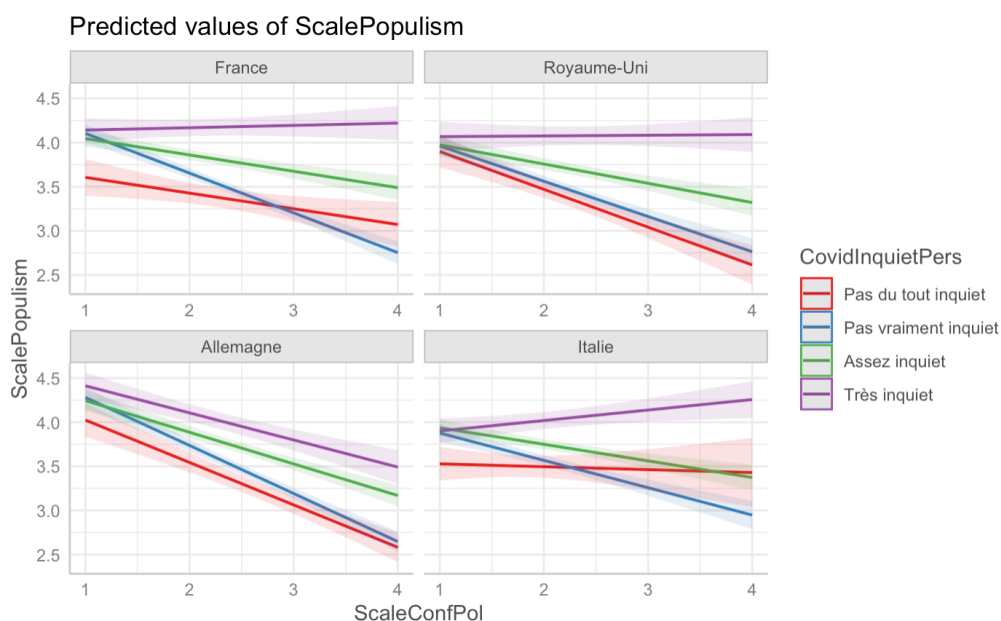 Predicted values of ScalePopulism
France
Royaume-Uni
4.5
4.0
3.5
3.0
2.5
1 2 3 4
1 2 3 4
ScalePopulism
Allemagne
Italie
4.5
4.0
3.5
3.0
2.5
1 2 3 4
1 2 3 4
ScaleConfPol
CovidInquietPers
Pas du tout inquiet
Pas vraiment inquiet
Assez inquiet
Très inquiet